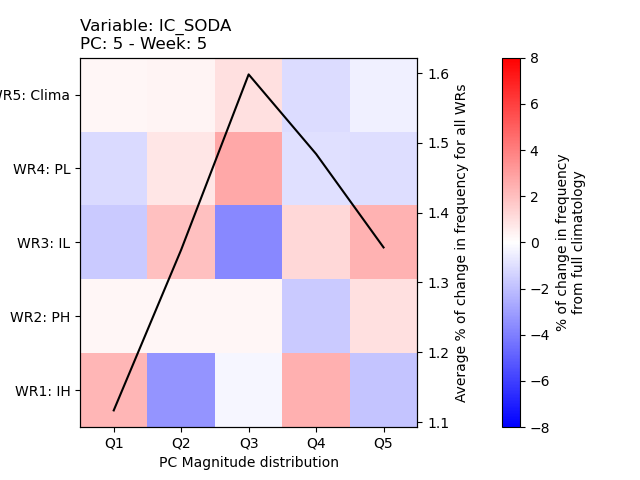 Variable: IC_SODA
PC: 5 - Week: 5
WR5: Clima
WR4: PL
WR3: IL
WR2: PH
WR1: IH
Q1 Q2 Q3 Q4 Q5
PC Magnitude distribution
1.6
1.5
1.4
1.3
1.2
1.1
Average % of change in frequency for all WRs
8
6
4
2
0
−2
−4
−6
−8
% of change in frequency
from full climatology